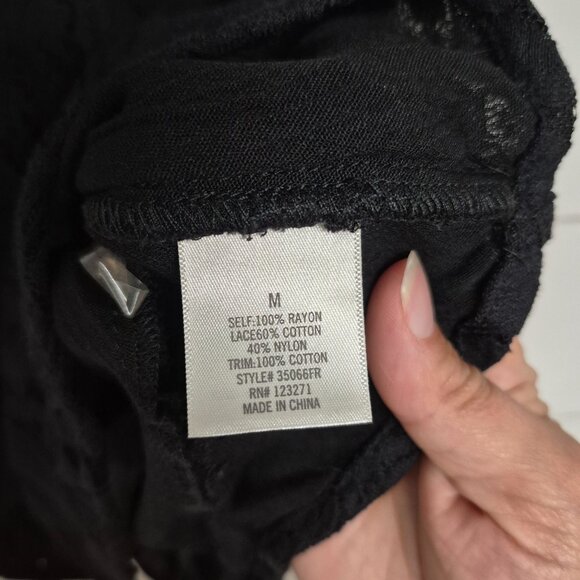 M
SELF:100% RAYON
LACE60% COTTON
40% NYLON
TRIM:100% COTTON
STYLE# 35066FR
RN# 123271
MADE IN CHINA